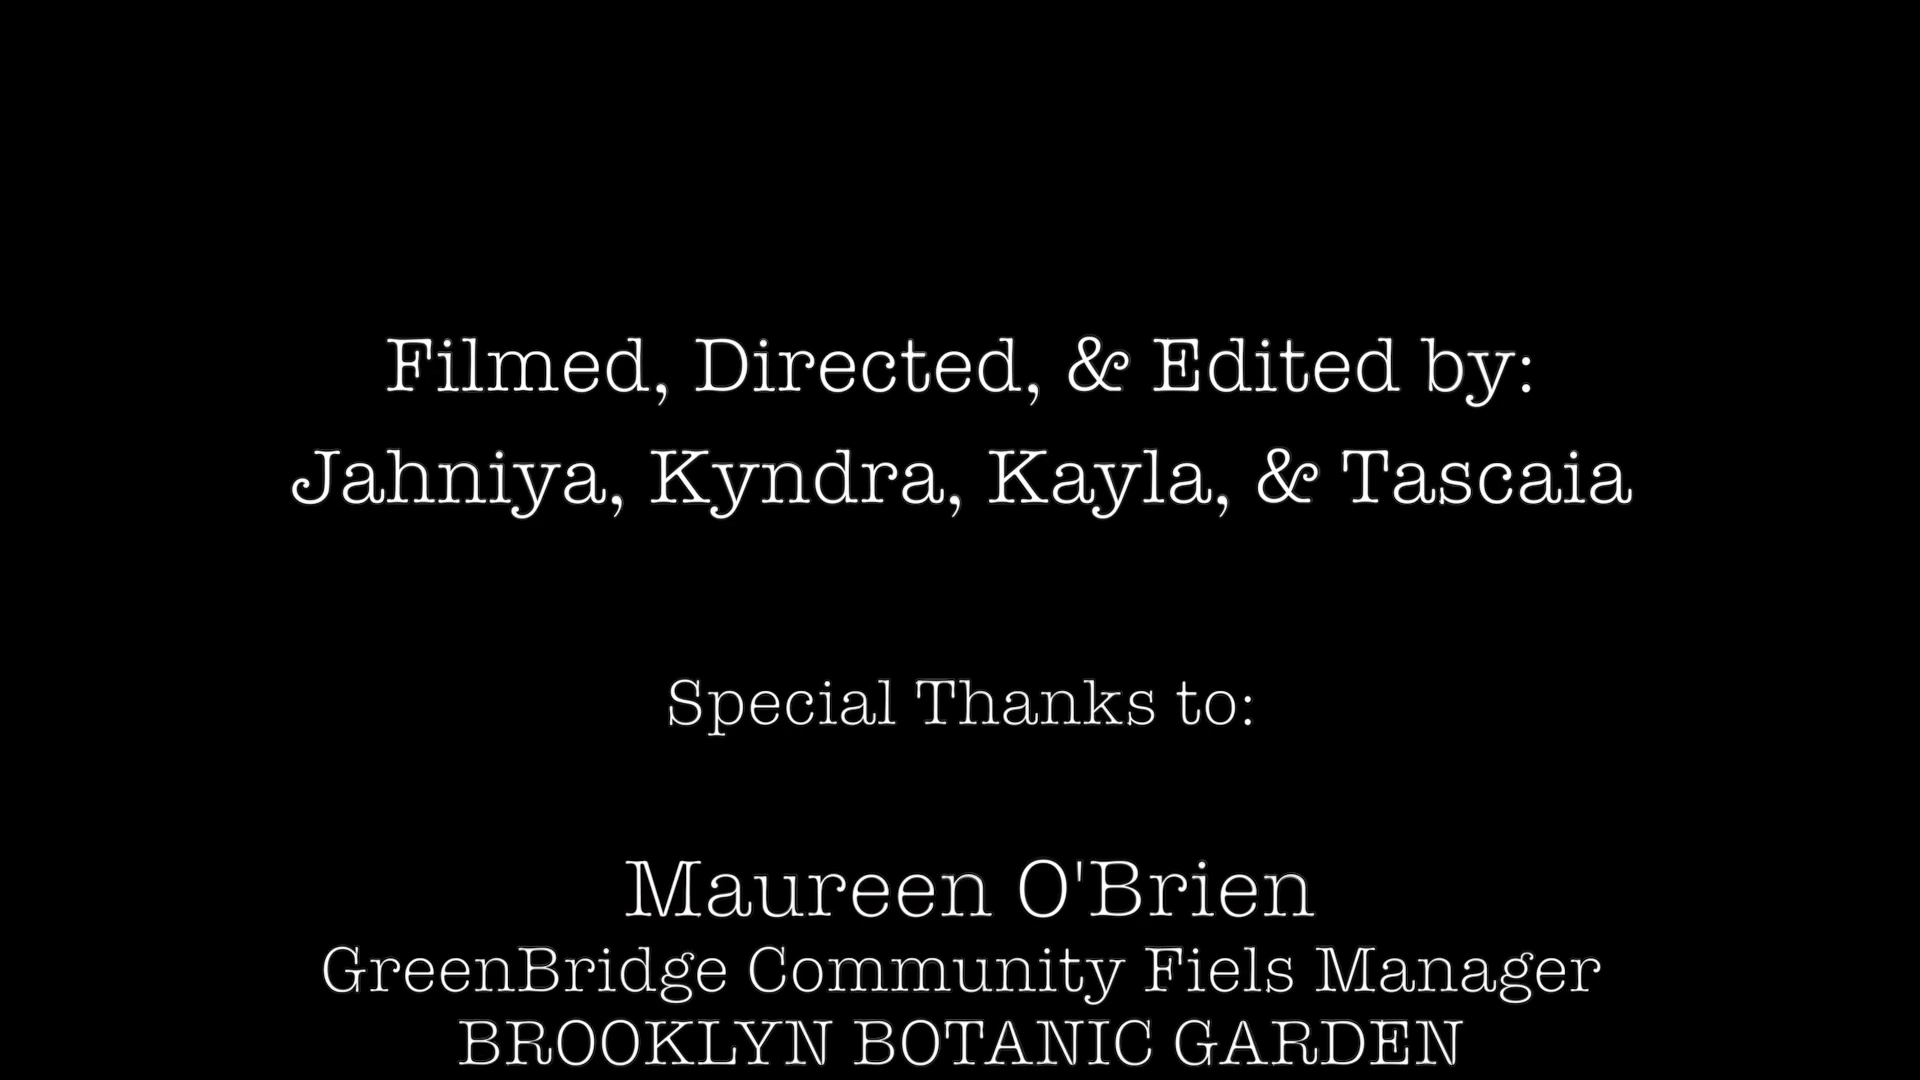 Filmed, Directed, & Edited by:
Jahniya, Kyndra, Kayla, & Tascaia
Special Thanks to:
Maureen O'Brien
GreenBridge Community Fiels Manager
BROOKLYN BOTANIC GARDEN